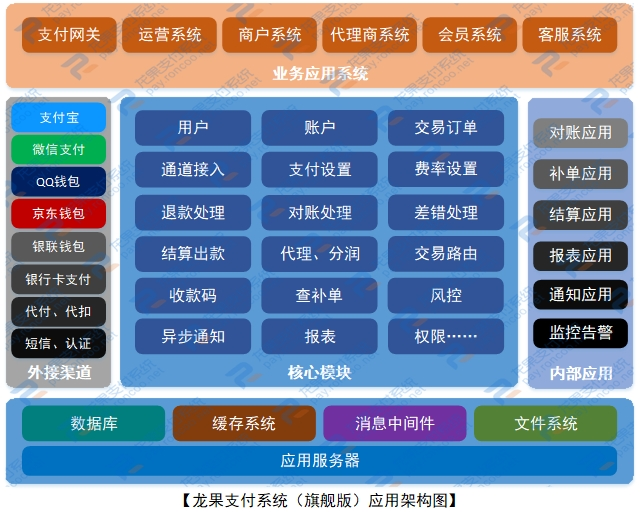 支付网关 运营系统 商户系统 代理商系统 会员系统 客服系统
业务应用系统
支付宝
微信支付
QQ钱包
京东钱包
银联钱包
银行卡支付
代付、代扣
短信、认证
外接渠道
用户 账户 交易订单
通道接入 支付设置 费率设置
退款处理 对账处理 差错处理
结算出款 代理、分润 交易路由
收款码 查补单 风控
异步通知 报表 权限……
核心模块
对账应用
补单应用
结算应用
报表应用
通知应用
监控告警
内部应用
数据库 缓存系统 消息中间件 文件系统
应用服务器
【龙果支付系统（旗舰版）应用架构图】
龙果支付系统
pay.roncoo.net